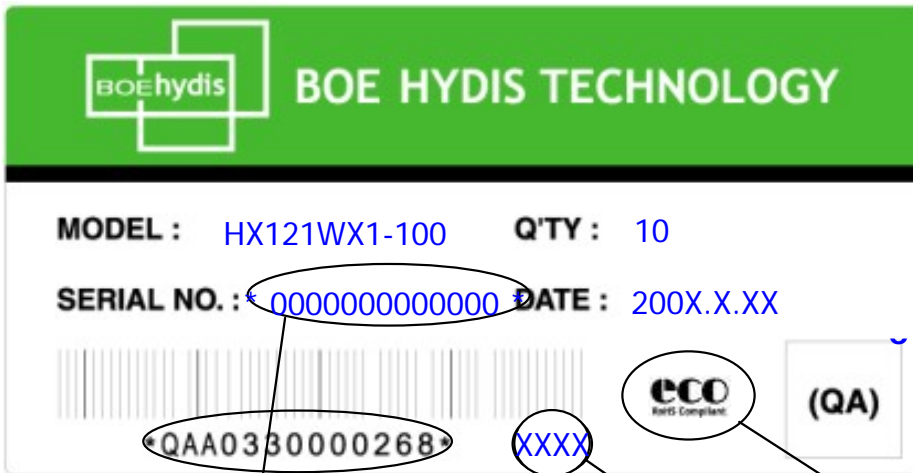 BOEhydis BOE HYDIS TECHNOLOGY
MODEL : HX121WX1-100 Q'TY : 10
SERIAL NO. : * 0000000000000 * DATE : 200X.X.XX
eco
RoHS Compliant
(QA)
*QAA0330000268* XXXX